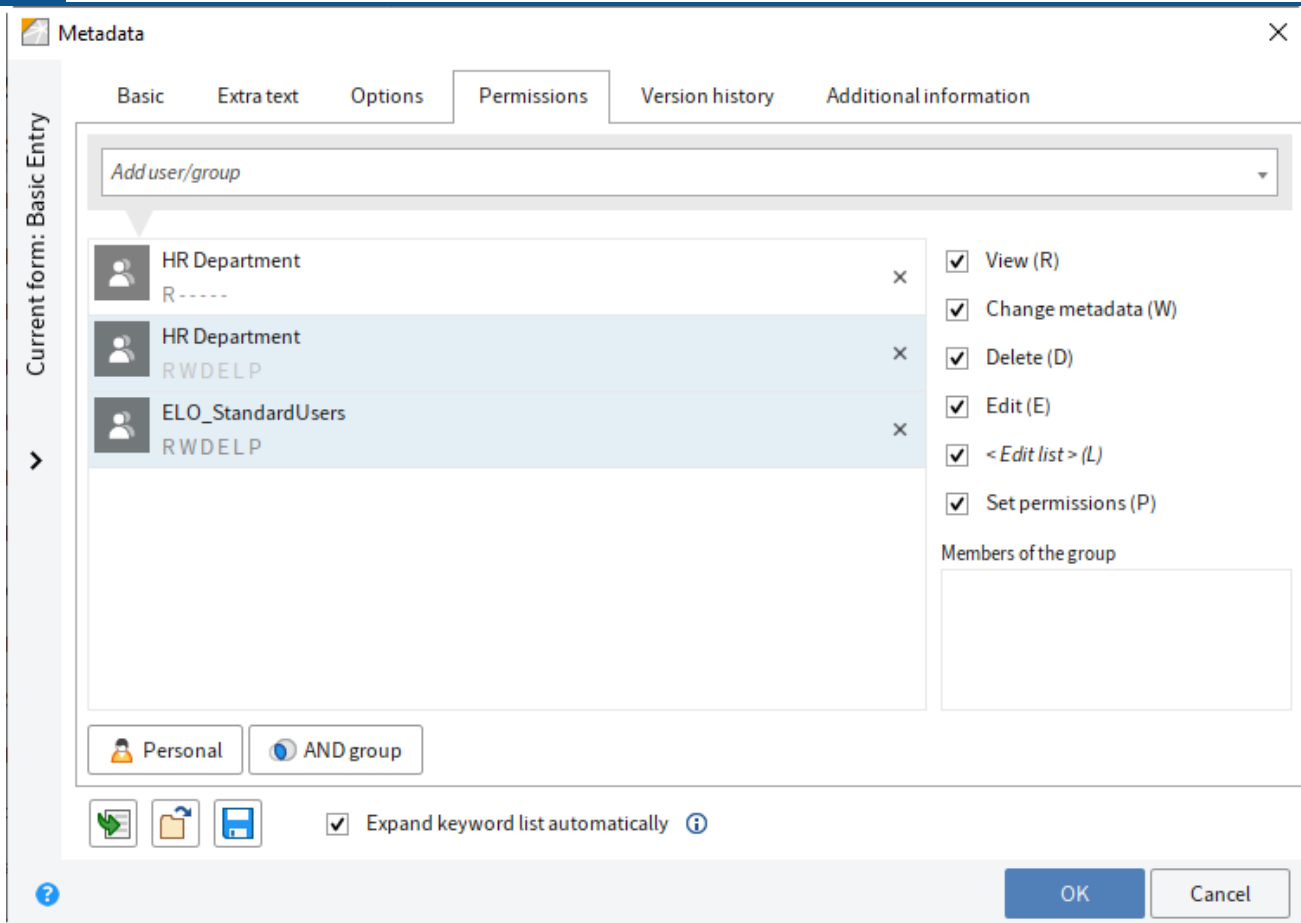 Metadata
Current form: Basic Entry
Basic
Extra text
Options
Permissions
Version history
Additional information
Add user/group
HR Department
R - - - - -
HR Department
R W D E L P
ELO_StandardUsers
R W D E L P
View (R)
Change metadata (W)
Delete (D)
Edit (E)
< Edit list > (L)
Set permissions (P)
Members of the group
Personal
AND group
Expand keyword list automatically
OK
Cancel